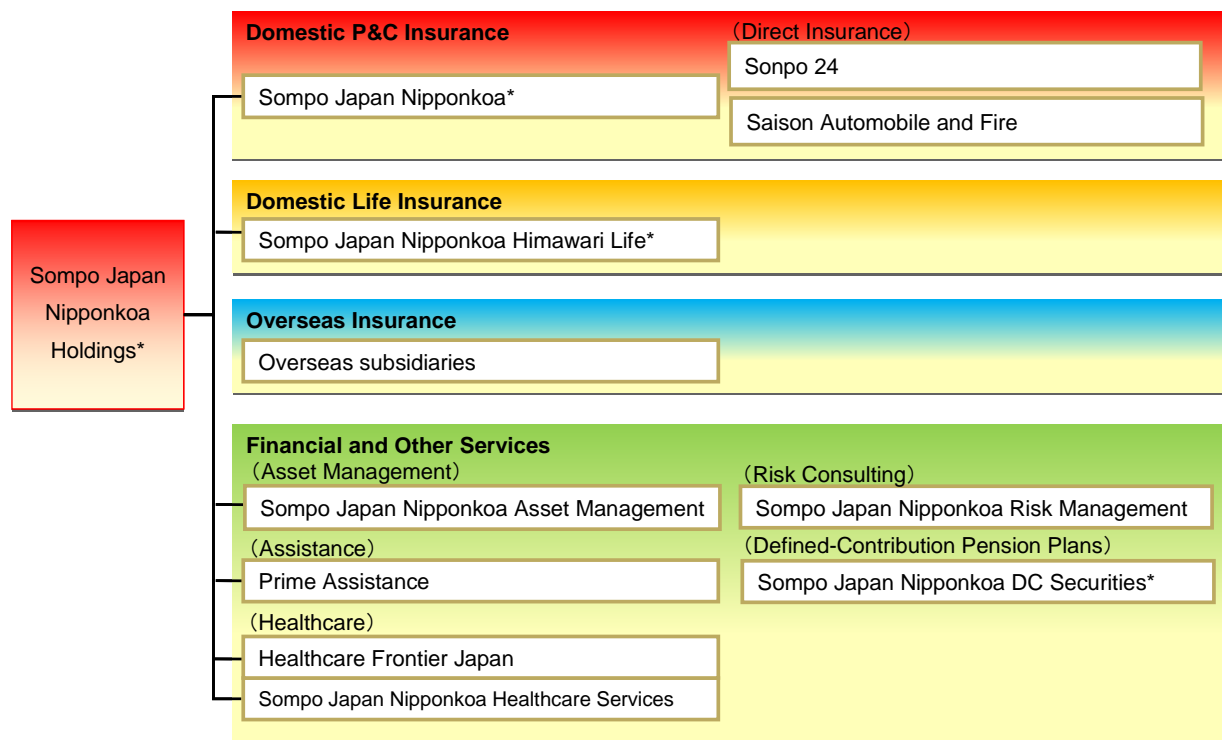 Domestic P&C Insurance
（Direct Insurance）
Sonpo 24
Sompo Japan Nipponkoa*
Saison Automobile and Fire
Domestic Life Insurance
Sompo Japan Nipponkoa Himawari Life*
Sompo Japan
Nipponkoa
Holdings*
Overseas Insurance
Overseas subsidiaries
Financial and Other Services
（Asset Management）
（Risk Consulting）
Sompo Japan Nipponkoa Asset Management
Sompo Japan Nipponkoa Risk Management
（Assistance）
（Defined-Contribution Pension Plans）
Prime Assistance
Sompo Japan Nipponkoa DC Securities*
（Healthcare）
Healthcare Frontier Japan
Sompo Japan Nipponkoa Healthcare Services